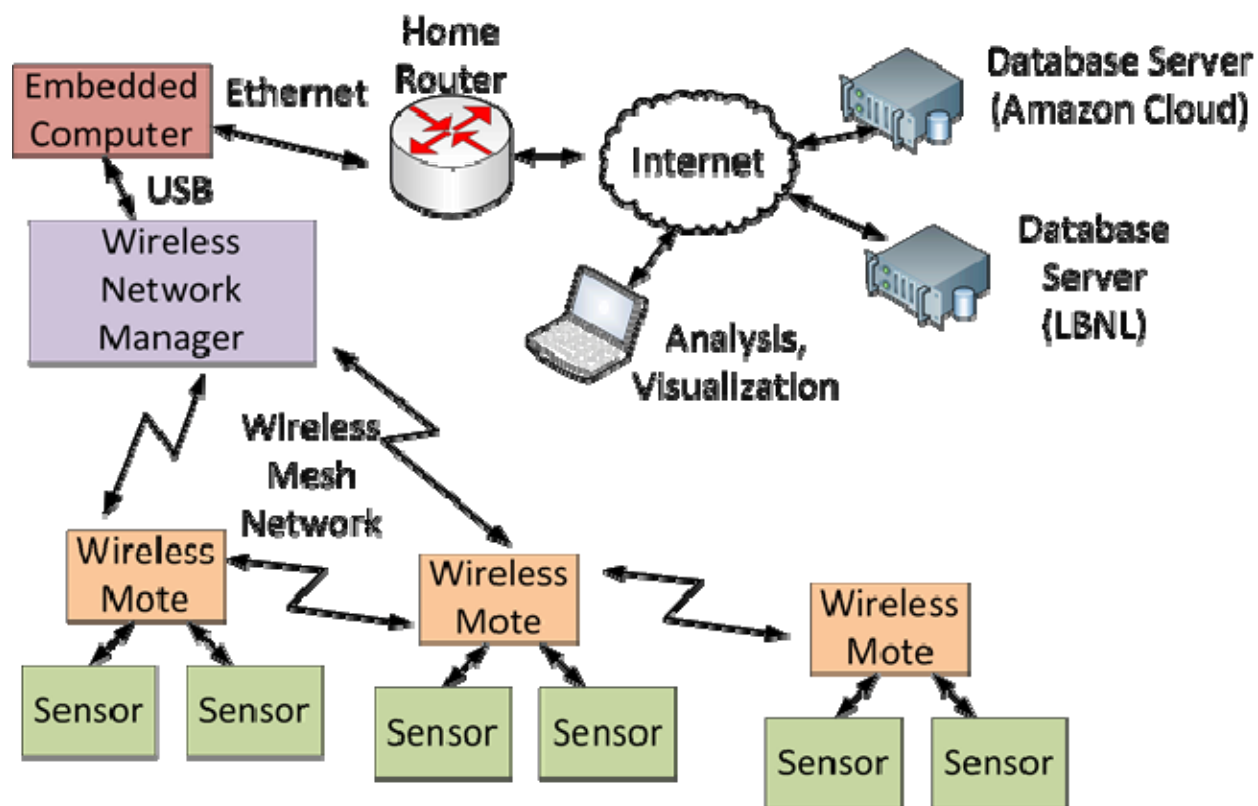 Home
Router
Embedded
Computer
Ethernet
Database Server
(Amazon Cloud)
Internet
USB
Wireless
Network
Manager
Database
Server
(LBNL)
Analysis,
Visualization
Wireless
Mesh
Network
Wireless
Mote
Wireless
Mote
Wireless
Mote
Sensor
Sensor
Sensor
Sensor
Sensor
Sensor